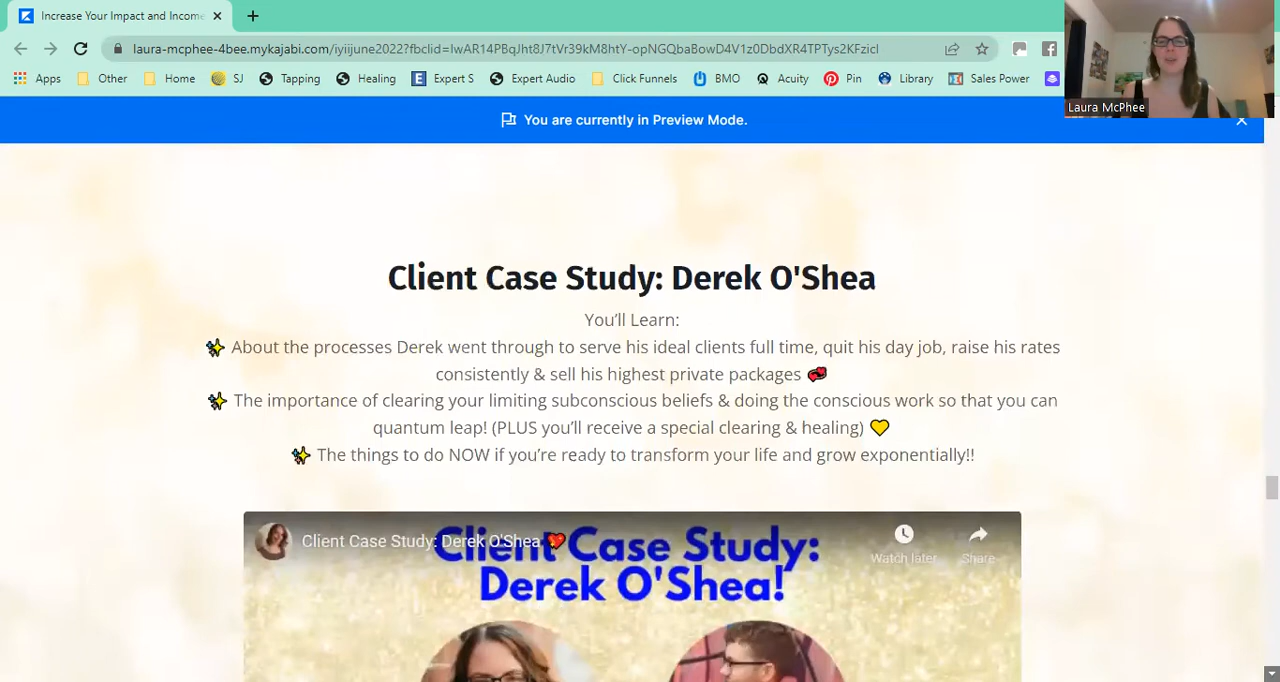 Increase Your Impact and Income
laura-mcphee-4bee.mykajabi.com/iyiijune2022?fbclid=IwAR14PBqJht8J7tVr39kM8htY-opNGQbaBowD4V1z0DbdXR4TPTys2KFzicl
Apps Other Home SJ Tapping Healing Expert S Expert Audio Click Funnels BMO Acuity Pin Library Sales Power
Laura McPhee
You are currently in Preview Mode.
Client Case Study: Derek O'Shea
You'll Learn:
✨ About the processes Derek went through to serve his ideal clients full time, quit his day job, raise his rates
consistently & sell his highest private packages 💞
✨ The importance of clearing your limiting subconscious beliefs & doing the conscious work so that you can
quantum leap! (PLUS you'll receive a special clearing & healing) 💛
✨ The things to do NOW if you're ready to transform your life and grow exponentially!!
Client Case Study: Derek O'Shea 💖
Watch later Share
Client Case Study:
Derek O'Shea!